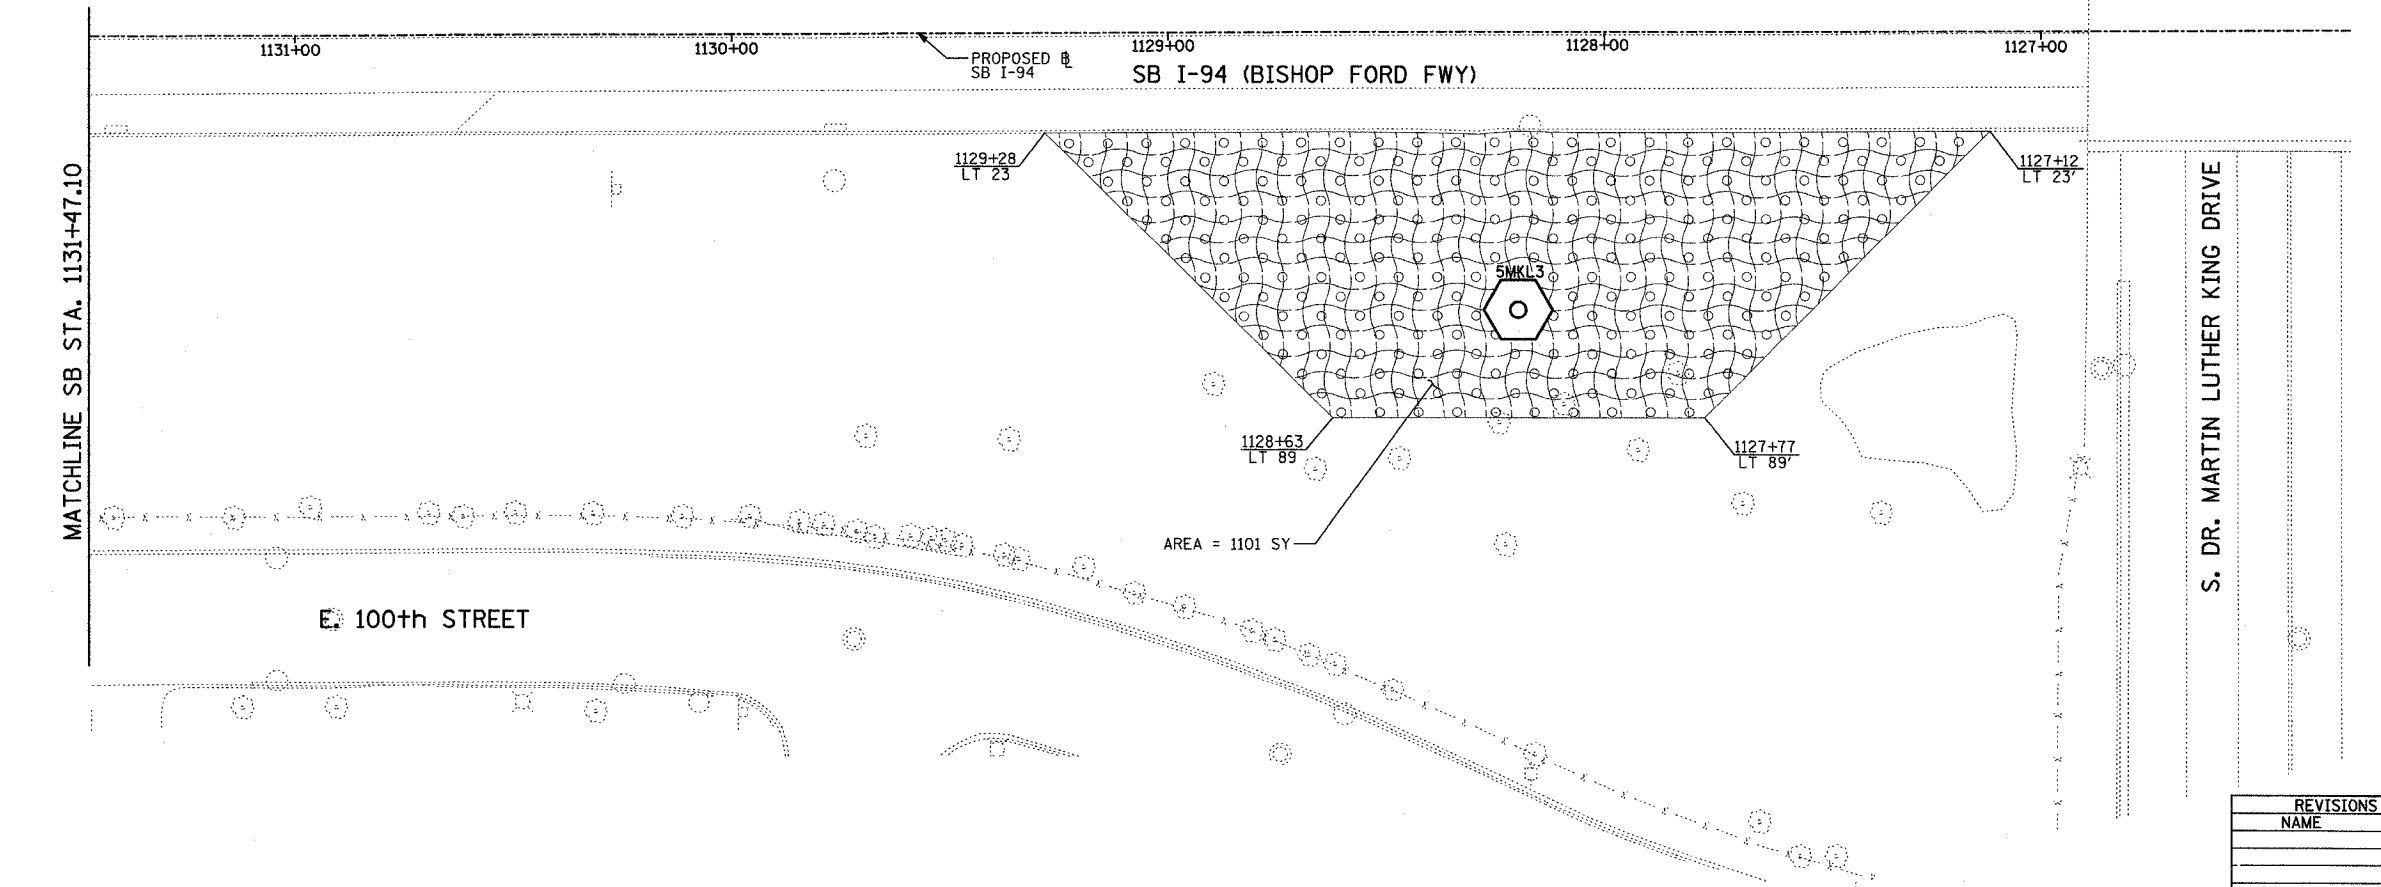 1131+00
1130+00
1129+00
1128+00
1127+00
PROPOSED BL
SB I-94
SB I-94 (BISHOP FORD FWY)
MATCHLINE SB STA. 1131+47.10
1129+28
LT 23
1127+12
LT 23'
5MKL3
1128+63
LT 89
1127+77
LT 89'
AREA = 1101 SY
E. 100th STREET
S. DR. MARTIN LUTHER KING DRIVE
REVISIONS
NAME